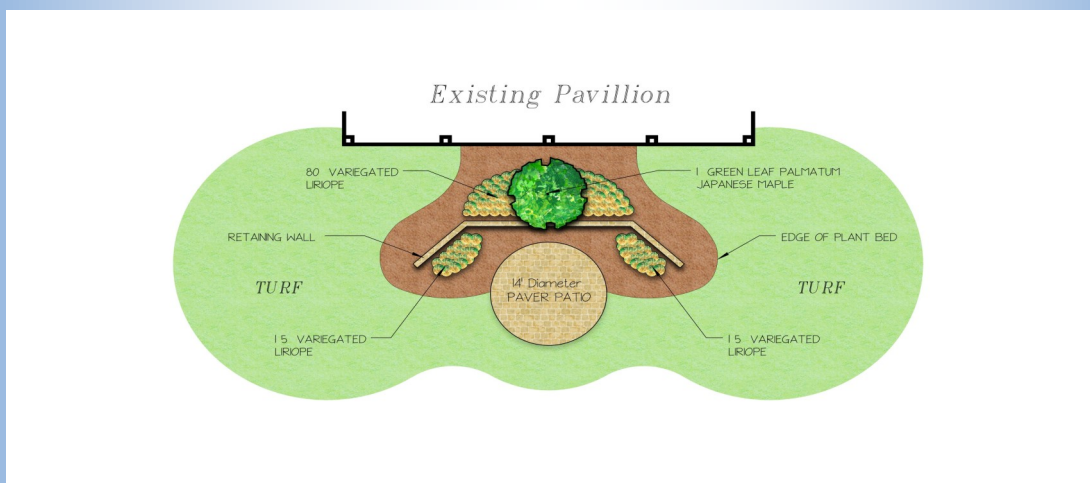 Existing Pavillion
80 VARIEGATED
LIRIOPE
1 GREEN LEAF PALMATUM
JAPANESE MAPLE
RETAINING WALL
EDGE OF PLANT BED
TURF
14' Diameter
PAVER PATIO
TURF
15 VARIEGATED
LIRIOPE
15 VARIEGATED
LIRIOPE